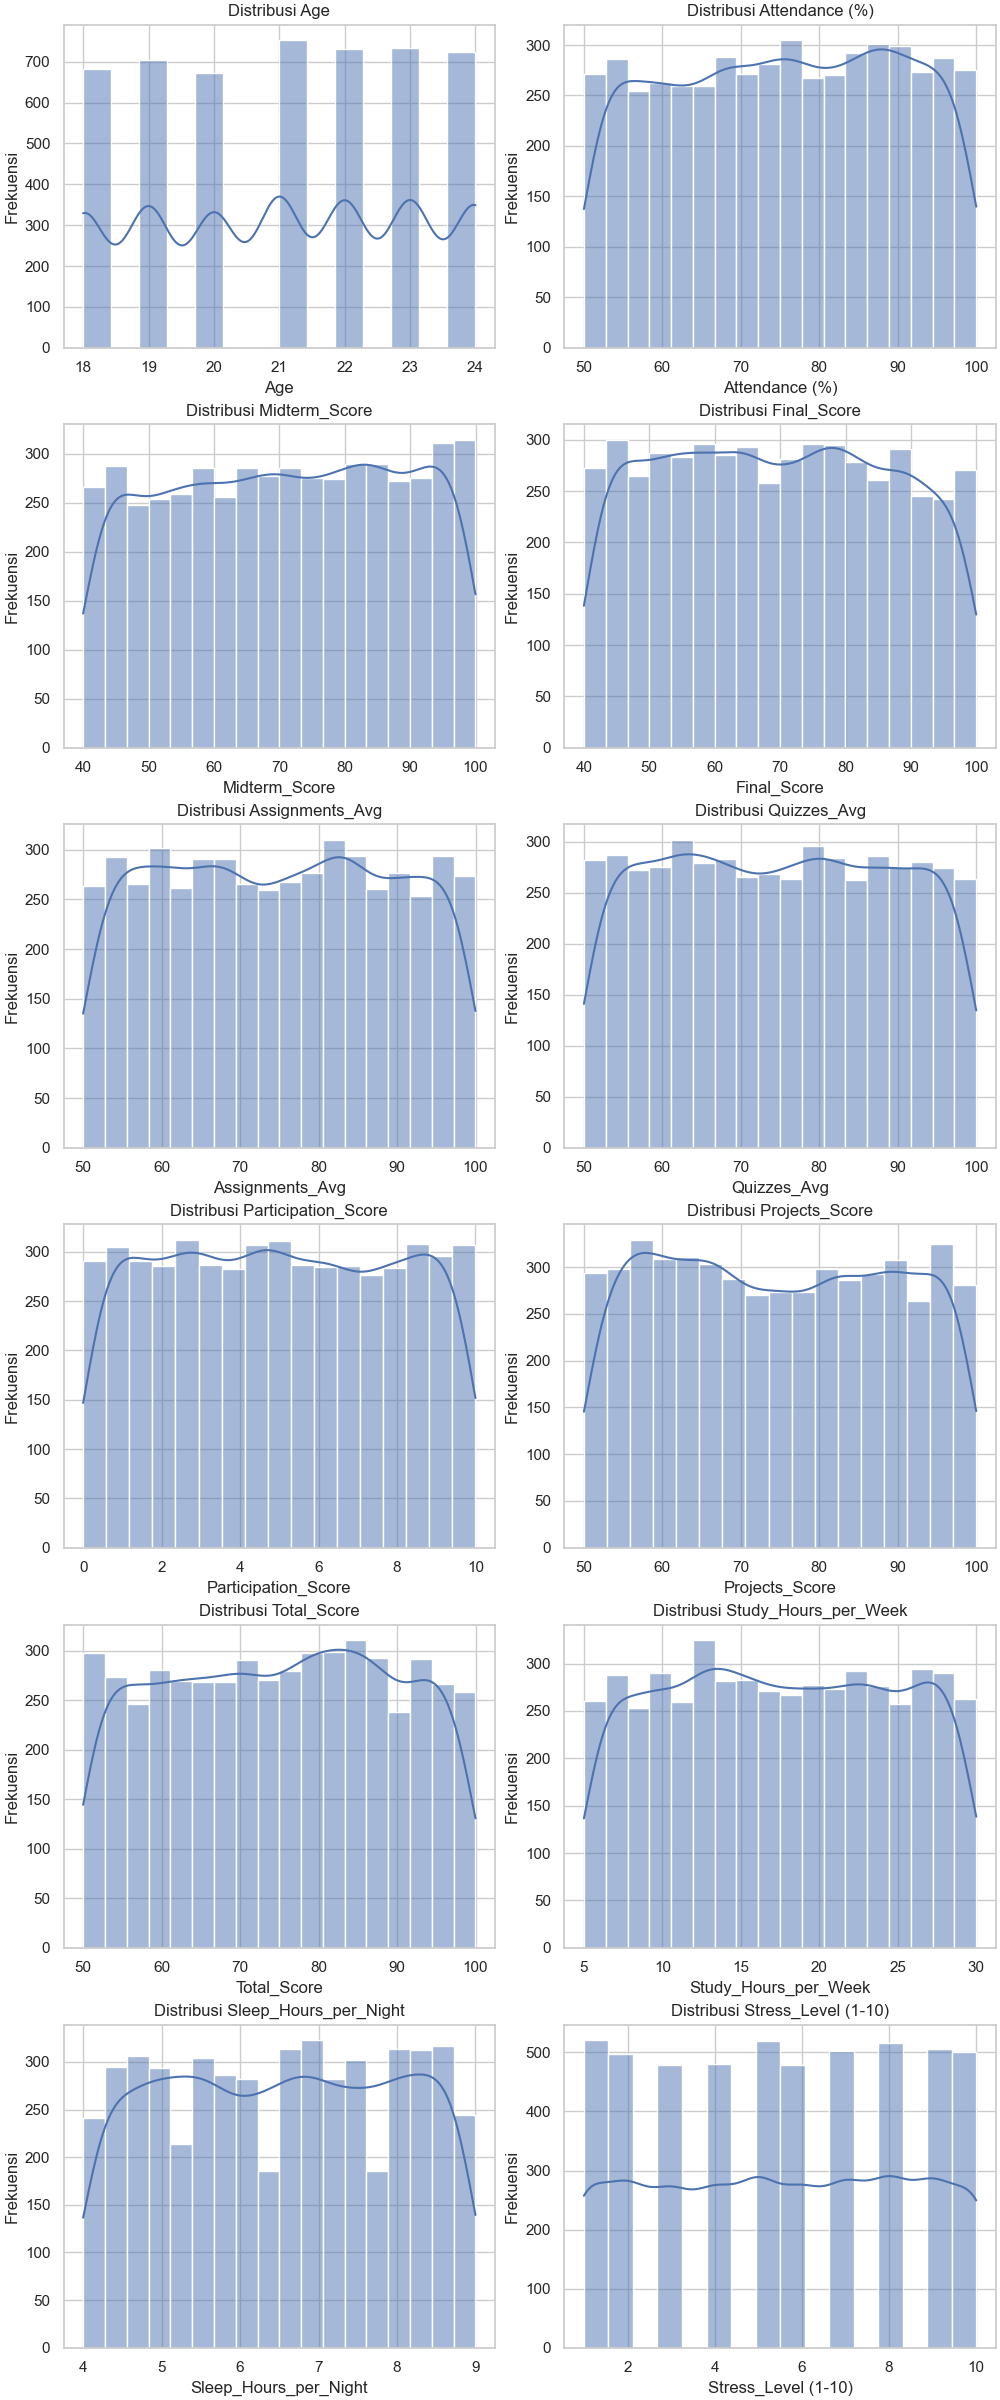 Distribusi Age
Frekuensi
700
600
500
400
300
200
100
0
18 19 20 21 22 23 24
Age
Distribusi Attendance (%)
Frekuensi
300
250
200
150
100
50
0
50 60 70 80 90 100
Attendance (%)
Distribusi Midterm_Score
Frekuensi
300
250
200
150
100
50
0
40 50 60 70 80 90 100
Midterm_Score
Distribusi Final_Score
Frekuensi
300
250
200
150
100
50
0
40 50 60 70 80 90 100
Final_Score
Distribusi Assignments_Avg
Frekuensi
300
250
200
150
100
50
0
50 60 70 80 90 100
Assignments_Avg
Distribusi Quizzes_Avg
Frekuensi
300
250
200
150
100
50
0
50 60 70 80 90 100
Quizzes_Avg
Distribusi Participation_Score
Frekuensi
300
250
200
150
100
50
0
0 2 4 6 8 10
Participation_Score
Distribusi Projects_Score
Frekuensi
300
250
200
150
100
50
0
50 60 70 80 90 100
Projects_Score
Distribusi Total_Score
Frekuensi
300
250
200
150
100
50
0
50 60 70 80 90 100
Total_Score
Distribusi Study_Hours_per_Week
Frekuensi
300
250
200
150
100
50
0
5 10 15 20 25 30
Study_Hours_per_Week
Distribusi Sleep_Hours_per_Night
Frekuensi
300
250
200
150
100
50
0
4 5 6 7 8 9
Sleep_Hours_per_Night
Distribusi Stress_Level (1-10)
Frekuensi
500
400
300
200
100
0
2 4 6 8 10
Stress_Level (1-10)